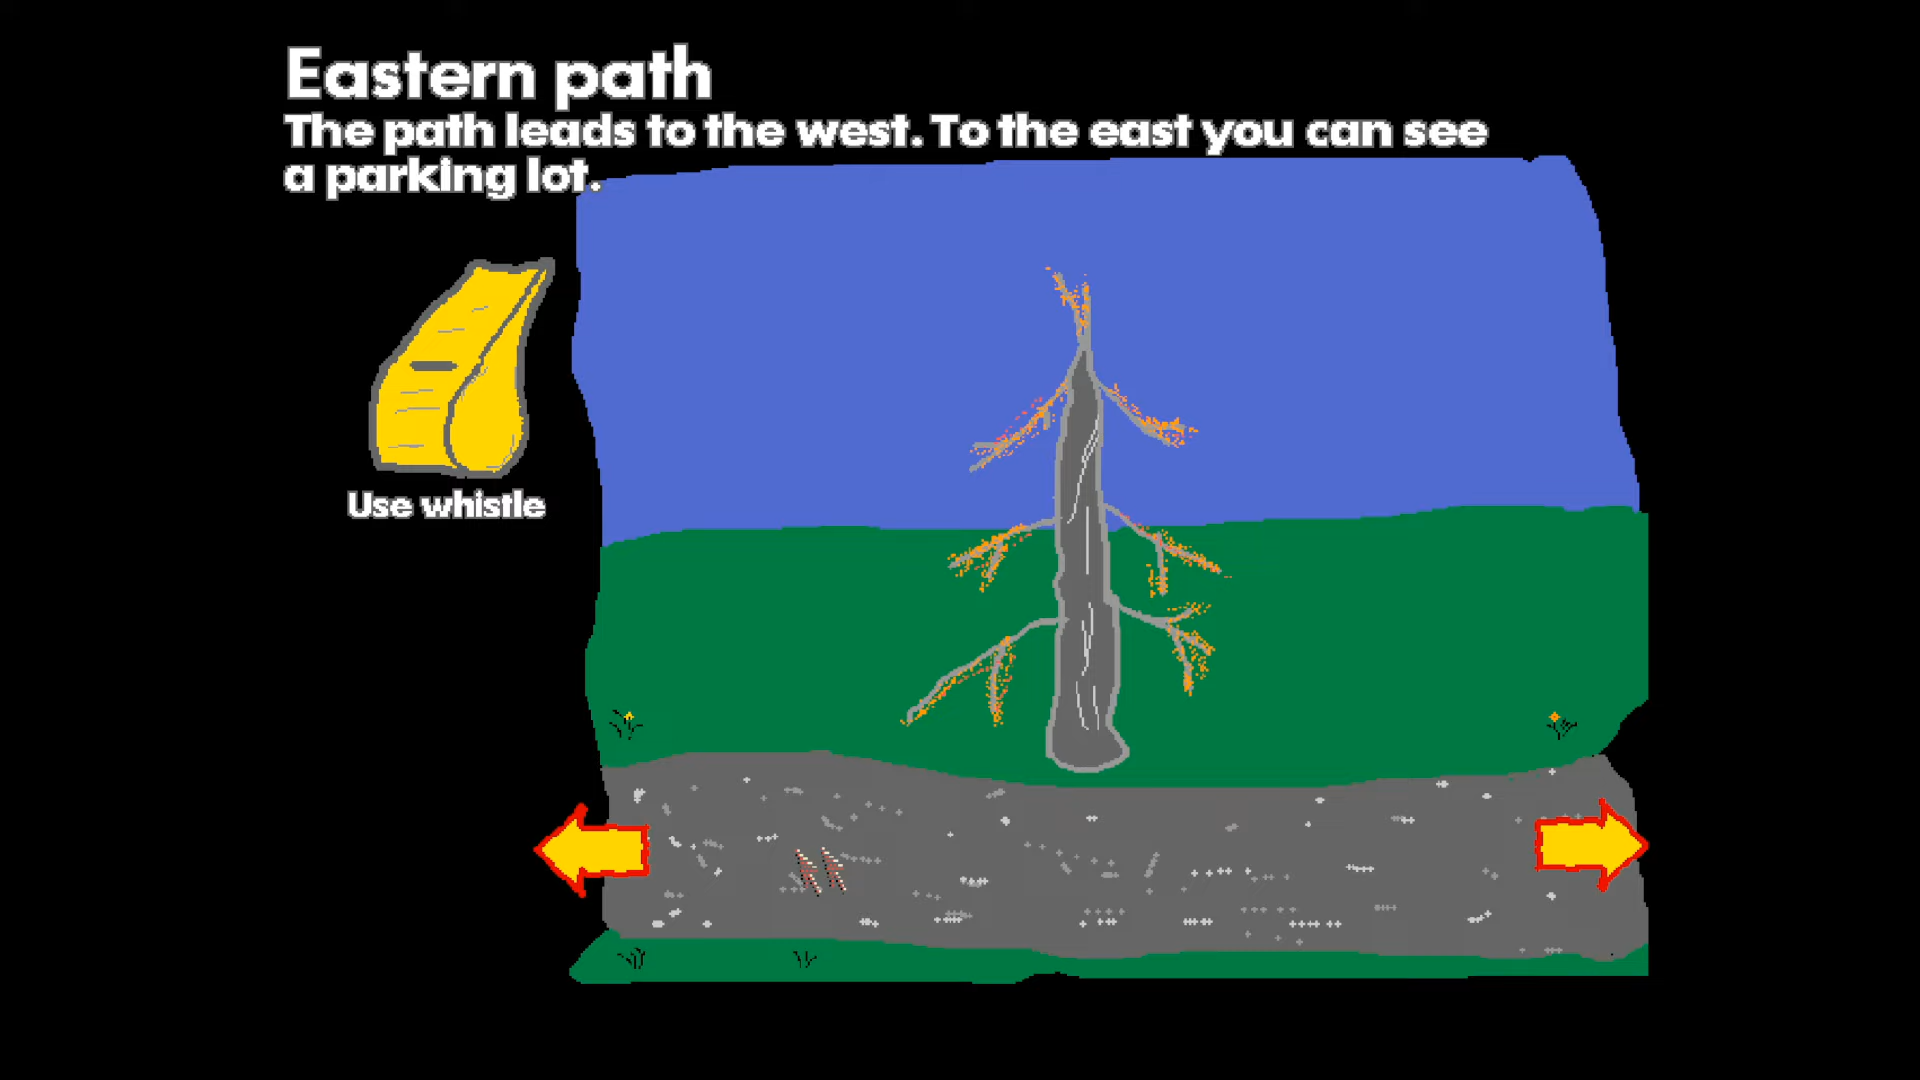 Eastern path
The path leads to the west. To the east you can see
a parking lot.
Use whistle